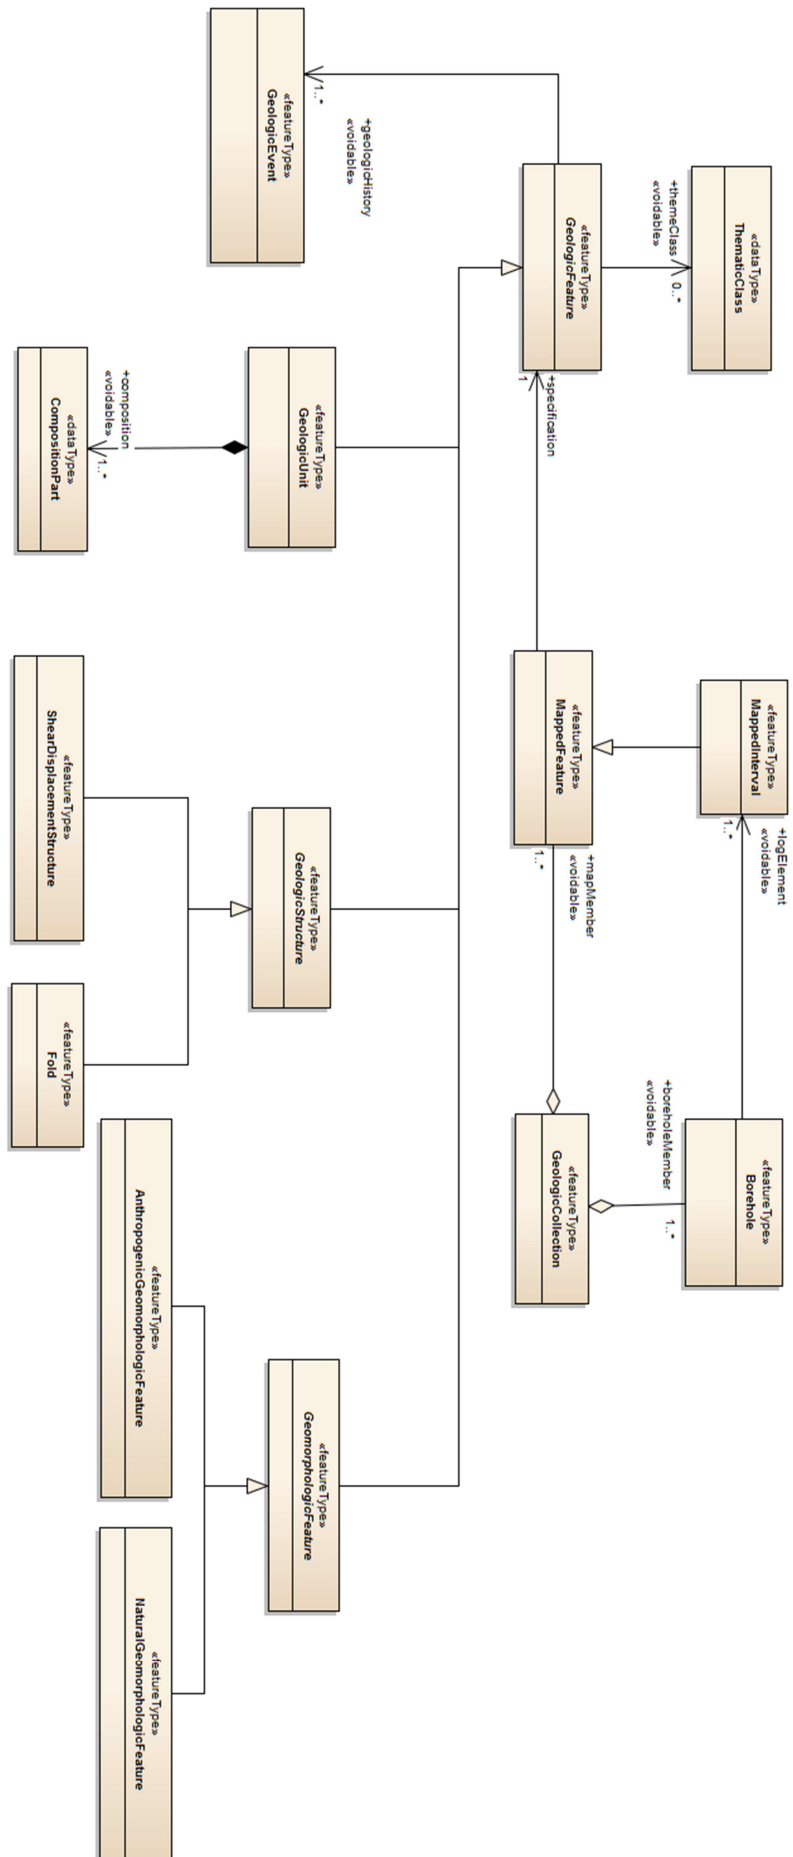 «dataType»
ThematicClass
+themeClass
«voidable»
0..*
«featureType»
GeologicFeature
+specification
1
+geologicHistory
«voidable»
1..*
«featureType»
GeologicEvent
«featureType»
MappedInterval
+logElement
«voidable»
1..*
«featureType»
Borehole
+boreholeMember
«voidable»
1..*
«featureType»
MappedFeature
+mapMember
«voidable»
1..*
«featureType»
GeologicCollection
«featureType»
GeologicUnit
+composition
«voidable»
1..*
«dataType»
CompositionPart
«featureType»
GeologicStructure
«featureType»
ShearDisplacementStructure
«featureType»
Fold
«featureType»
GeomorphologicFeature
«featureType»
AnthropogenicGeomorphologicFeature
«featureType»
NaturalGeomorphologicFeature